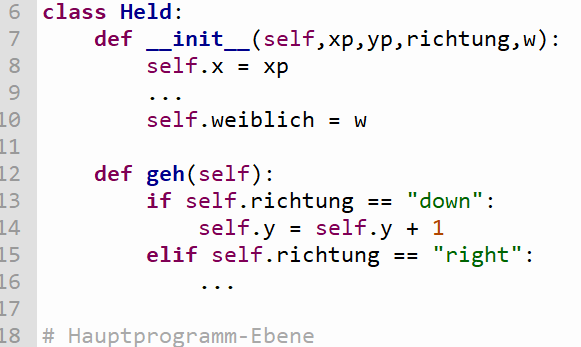 6 class Held:
7     def __init__(self,xp,yp,richtung,w):
8         self.x = xp
9         ...
10         self.weiblich = w
11
12     def geh(self):
13         if self.richtung == "down":
14             self.y = self.y + 1
15         elif self.richtung == "right":
16             ...
17
18 # Hauptprogramm-Ebene